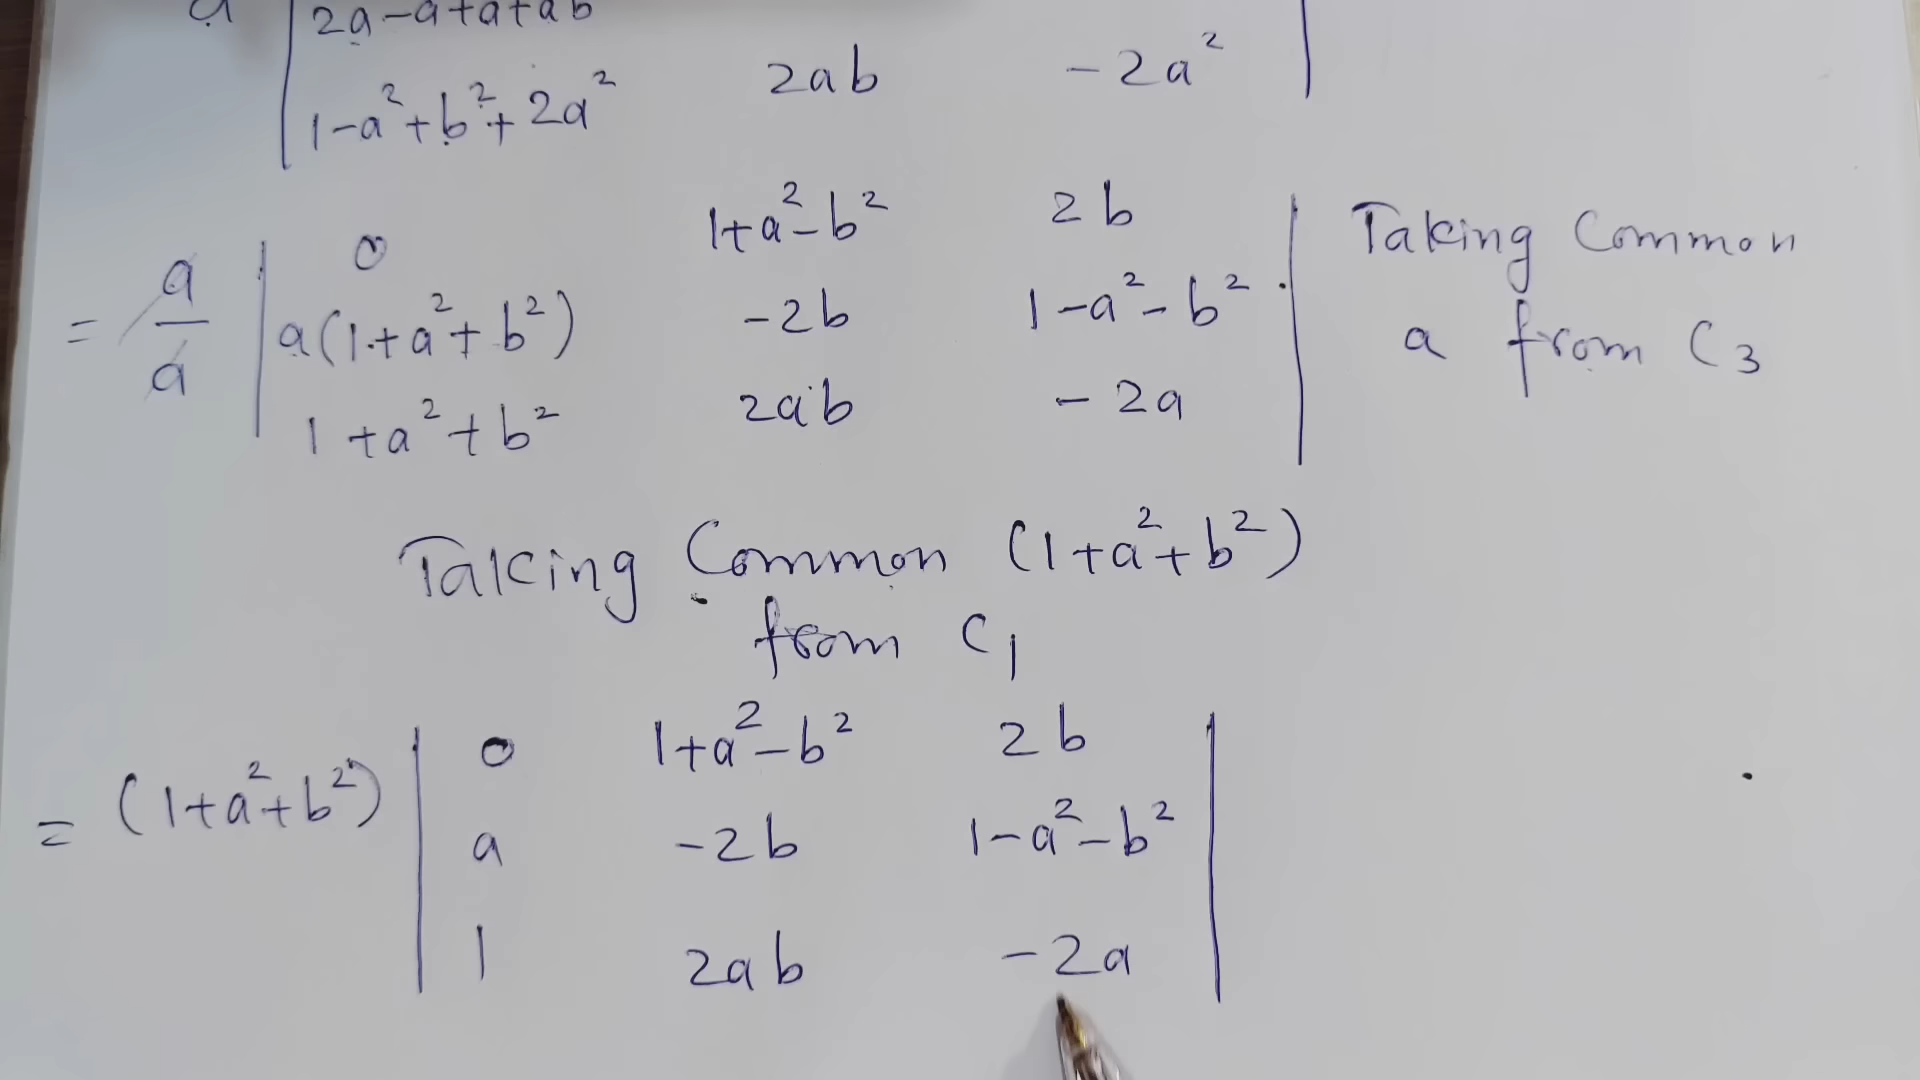 2a-a+a+ab
1-a²+b²+2a² 2ab -2a²
0 1+a²-b² 2b Taking Common
= a/a a(1+a²+b²) -2b 1-a²-b² a from C3
1+a²+b² 2ab -2a
Taking Common (1+a²+b²)
from C1
0 1+a²-b² 2b
= (1+a²+b²) a -2b 1-a²-b²
1 2ab -2a